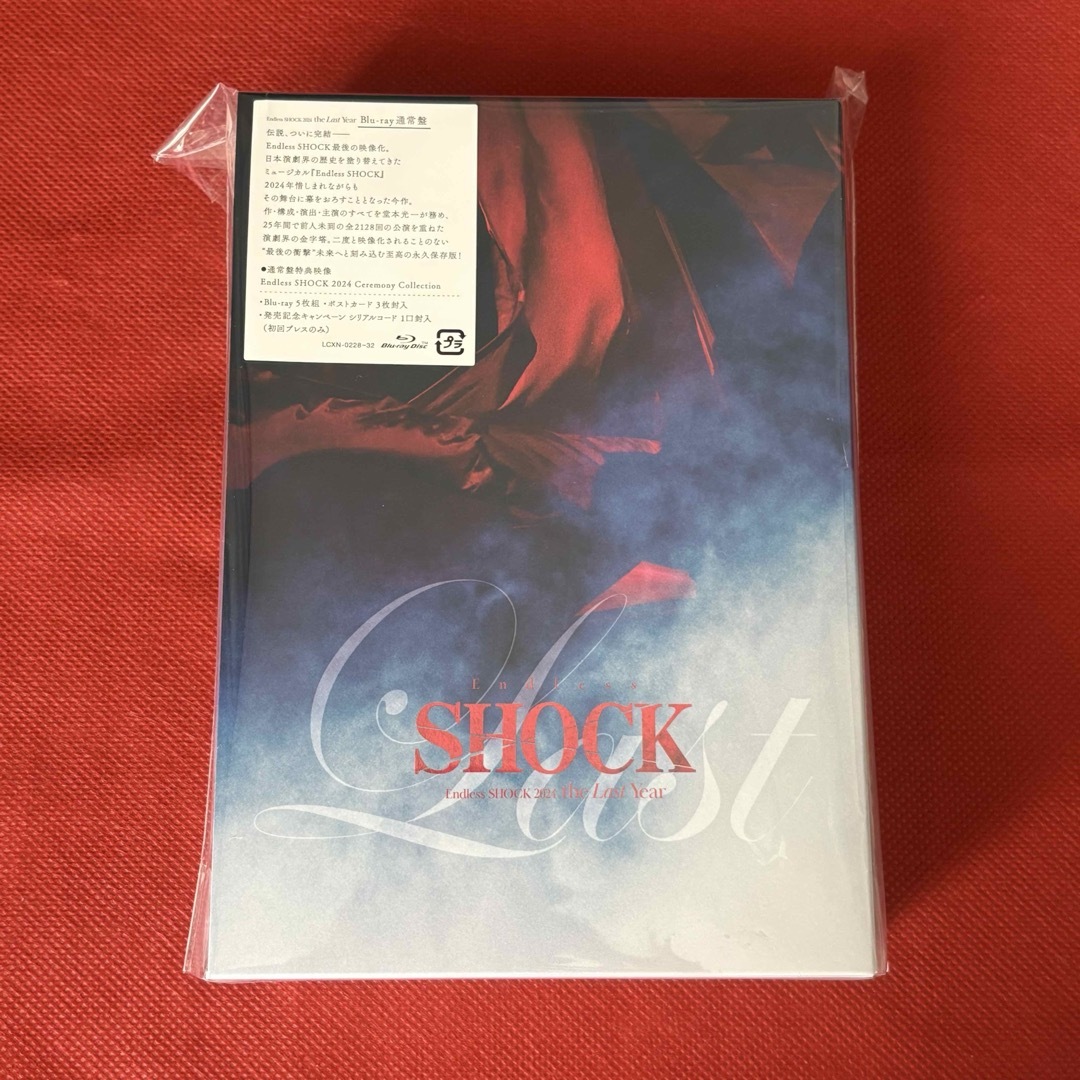 Endless SHOCK 2024 the Last Year Blu-ray通常盤
伝説、ついに完結――
Endless SHOCK最後の映像化。
日本演劇界の歴史を塗り替えてきた
ミュージカル『Endless SHOCK』
2024年惜しまれながらも
その舞台に幕をおろすこととなった今作。
作・構成・演出・主演のすべてを堂本光一が務め、
25年間で前人未到の全2128回の公演を重ねた
演劇界の金字塔。二度と映像化されることのない
"最後の衝撃"未来へと刻み込む至高の永久保存版!
●通常盤特典映像
Endless SHOCK 2024 Ceremony Collection
・Blu-ray 5枚組 ・ポストカード 3枚封入
・発売記念キャンペーン シリアルコード 1口封入
（初回プレスのみ）
LCXN-0228~32 Blu-ray Disc プラ
Last
Endless
SHOCK
Endless SHOCK 2024 the Last Year